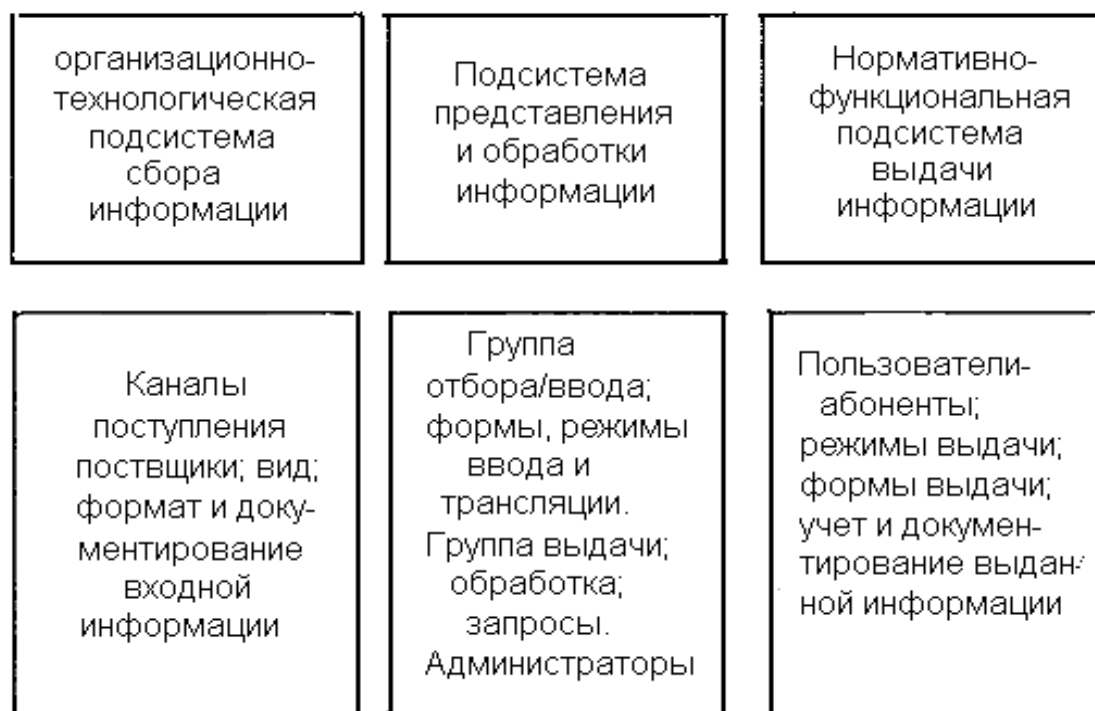 организационно-
технологическая
подсистема
сбора
информации
Подсистема
представления
и обработки
информации
Нормативно-
функциональная
подсистема
выдачи
информации
Каналы
поступления
поствщики; вид;
формат и доку-
ментирование
входной
информации
Группа
отбора/ввода;
формы, режимы
ввода и
трансляции.
Группа выдачи;
обработка;
запросы.
Администраторы
Пользователи-
абоненты;
режимы выдачи;
формы выдачи;
учет и докумен-
тирование выдан-
ной информации